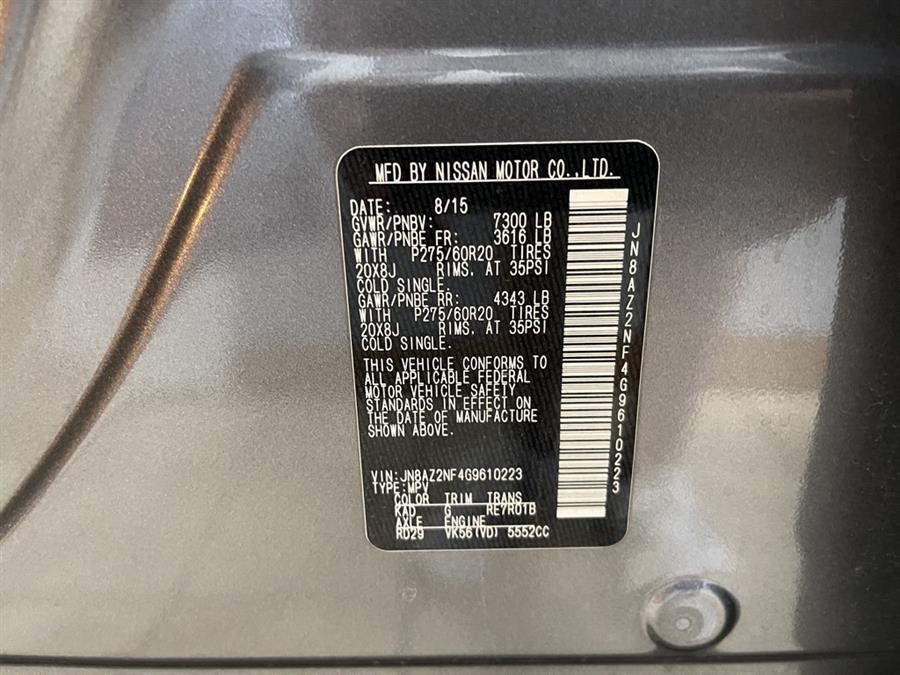 MFD BY NISSAN MOTOR CO.,LTD.
DATE: 8/15
GVWR/PNBV: 7300 LB
GAWR/PNBE FR: 3616 LB
WITH P275/60R20 TIRES
20X8J RIMS. AT 35PSI
COLD SINGLE.
GAWR/PNBE RR: 4343 LB
WITH P275/60R20 TIRES
20X8J RIMS. AT 35PSI
COLD SINGLE.
THIS VEHICLE CONFORMS TO
ALL APPLICABLE FEDERAL
MOTOR VEHICLE SAFETY
STANDARDS IN EFFECT ON
THE DATE OF MANUFACTURE
SHOWN ABOVE.
VIN:JN8AZ2NF4G9610223
TYPE:MPV
COLOR TRIM TRANS
KAD G RE7R01B
AXLE ENGINE
RD29 VK56(VD) 5552CC
JN8AZ2NF4G9610223